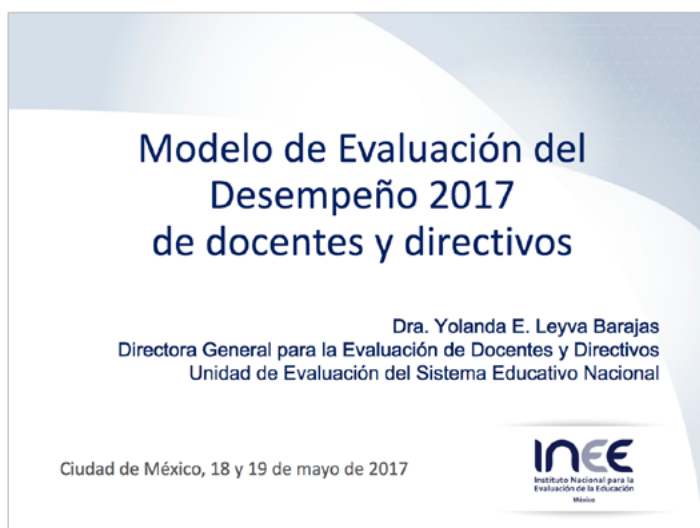 Modelo de Evaluación del
Desempeño 2017
de docentes y directivos
Dra. Yolanda E. Leyva Barajas
Directora General para la Evaluación de Docentes y Directivos
Unidad de Evaluación del Sistema Educativo Nacional
Ciudad de México, 18 y 19 de mayo de 2017
INEE
Instituto Nacional para la
Evaluación de la Educación
México